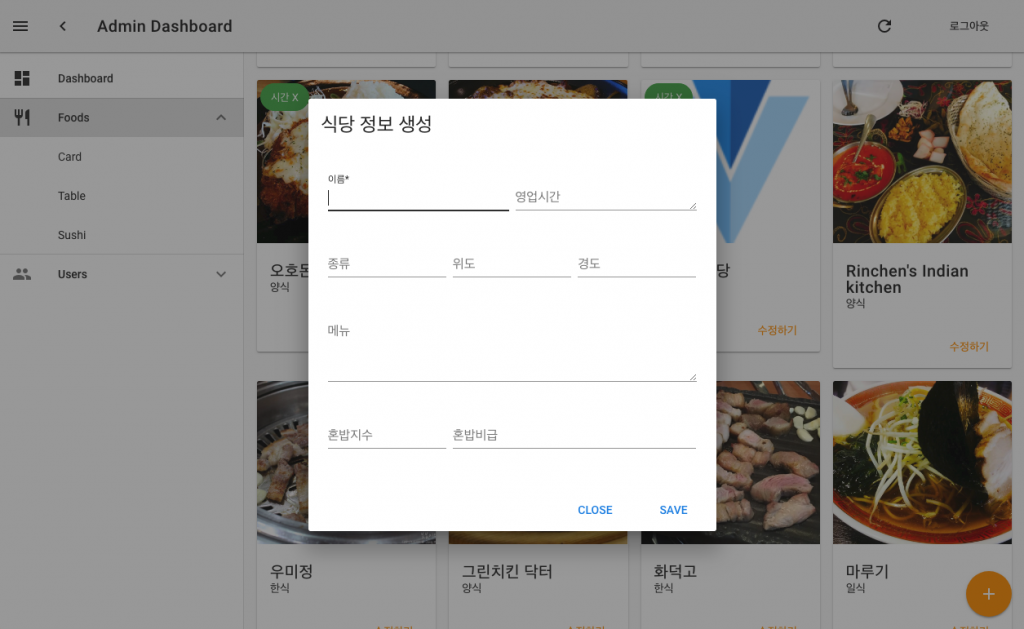 Admin Dashboard
로그아웃
Dashboard
Foods
Card
Table
Sushi
Users
시간 X
시간 X
식당 정보 생성
이름*
영업시간
종류
위도
경도
메뉴
혼밥지수
혼밥비급
CLOSE
SAVE
오호돈
양식
당
수정하기
Rinchen's Indian
kitchen
양식
수정하기
우미정
한식
그린치킨 닥터
양식
화덕고
한식
마루기
일식